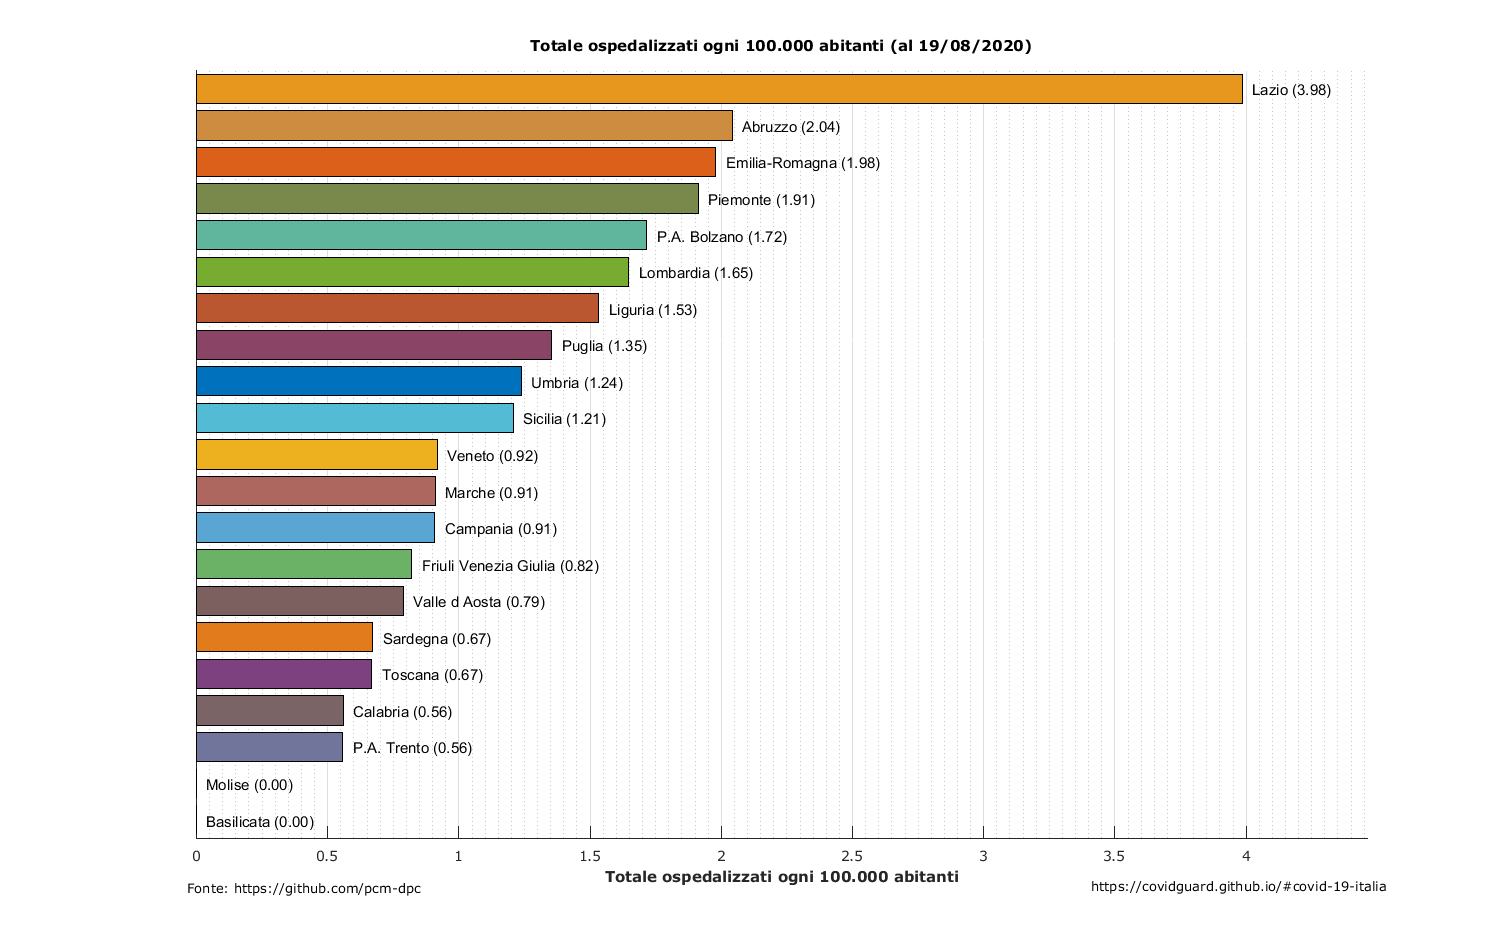 Totale ospedalizzati ogni 100.000 abitanti (al 19/08/2020)
Lazio (3.98)
Abruzzo (2.04)
Emilia-Romagna (1.98)
Piemonte (1.91)
P.A. Bolzano (1.72)
Lombardia (1.65)
Liguria (1.53)
Puglia (1.35)
Umbria (1.24)
Sicilia (1.21)
Veneto (0.92)
Marche (0.91)
Campania (0.91)
Friuli Venezia Giulia (0.82)
Valle d Aosta (0.79)
Sardegna (0.67)
Toscana (0.67)
Calabria (0.56)
P.A. Trento (0.56)
Molise (0.00)
Basilicata (0.00)
0 0.5 1 1.5 2 2.5 3 3.5 4
Totale ospedalizzati ogni 100.000 abitanti
Fonte: https://github.com/pcm-dpc
https://covidguard.github.io/#covid-19-italia